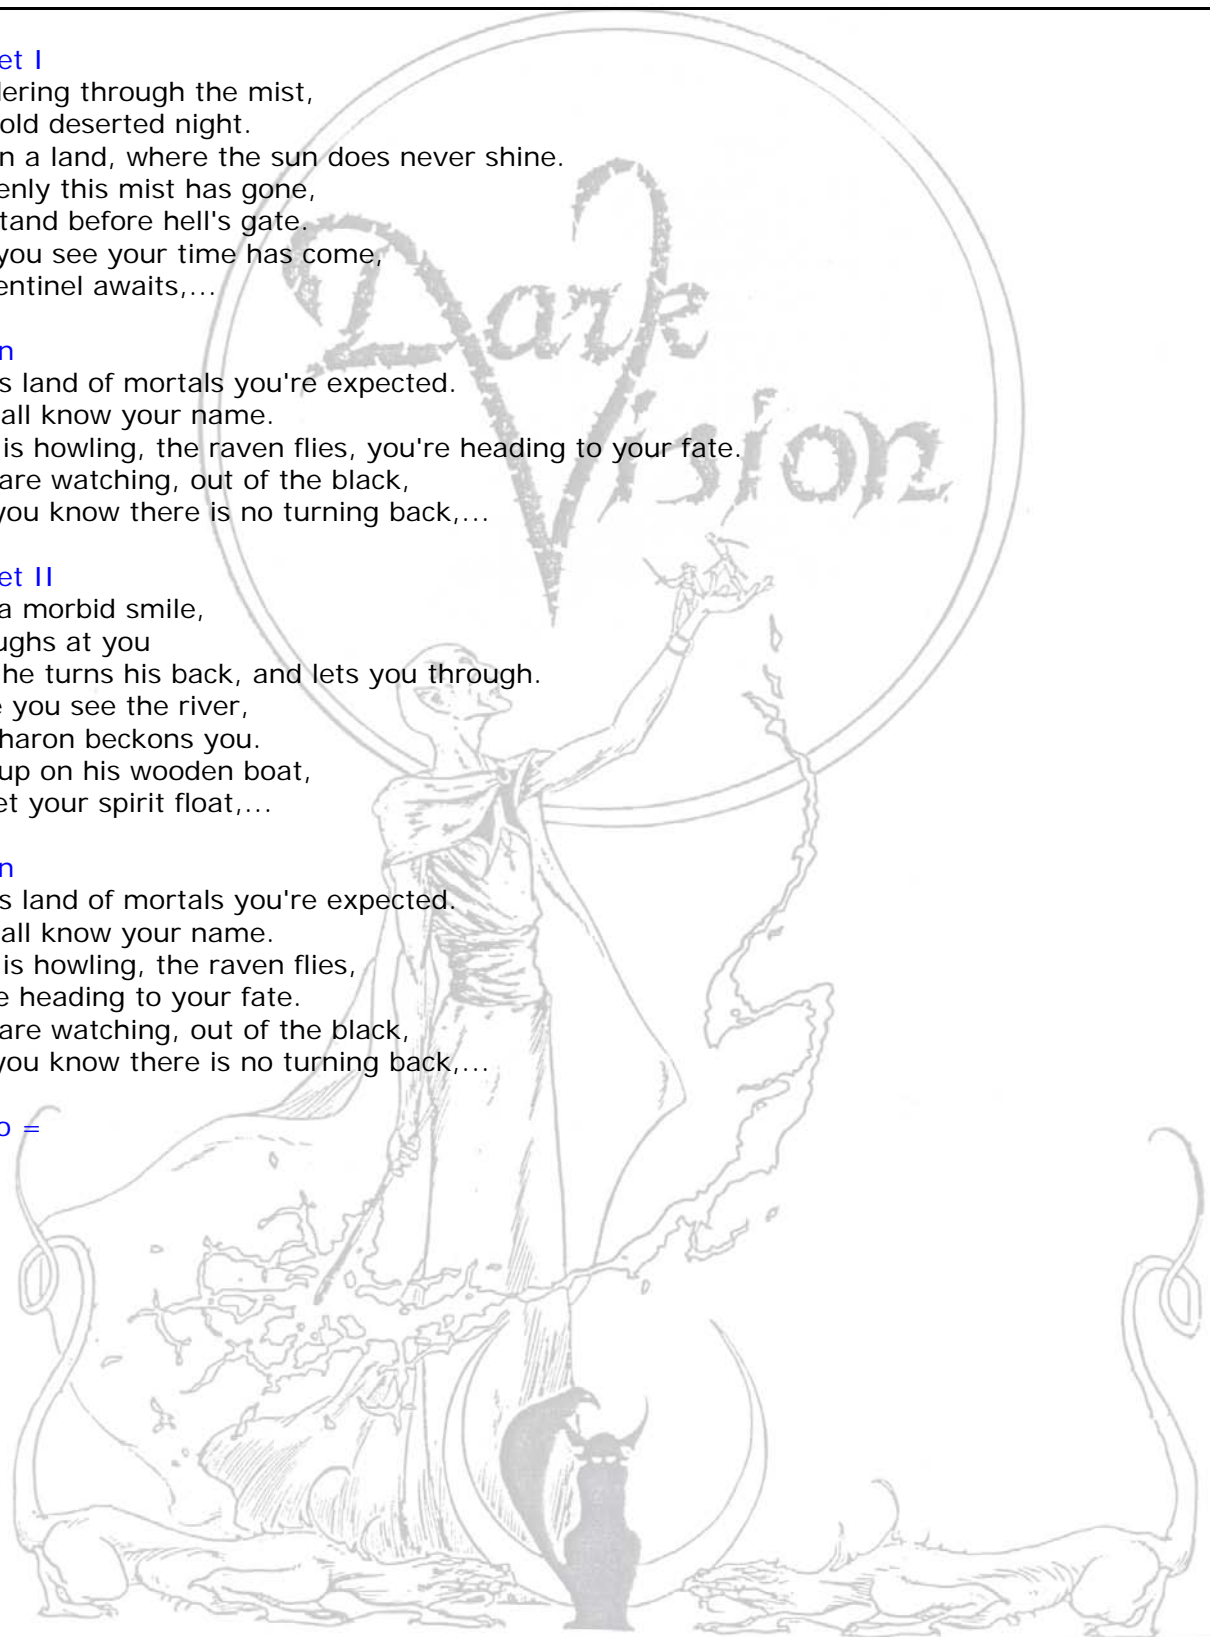 et I
ering through the mist,
old deserted night.
n a land, where the sun does never shine.
enly this mist has gone,
tand before hell's gate.
you see your time has come,
entinel awaits,...
n
s land of mortals you're expected.
all know your name.
is howling, the raven flies, you're heading to your fate.
are watching, out of the black,
you know there is no turning back,...
et II
a morbid smile,
ughs at you
he turns his back, and lets you through.
e you see the river,
haron beckons you.
up on his wooden boat,
et your spirit float,...
n
s land of mortals you're expected.
all know your name.
is howling, the raven flies,
e heading to your fate.
are watching, out of the black,
you know there is no turning back,...
o =
Dark
Vision